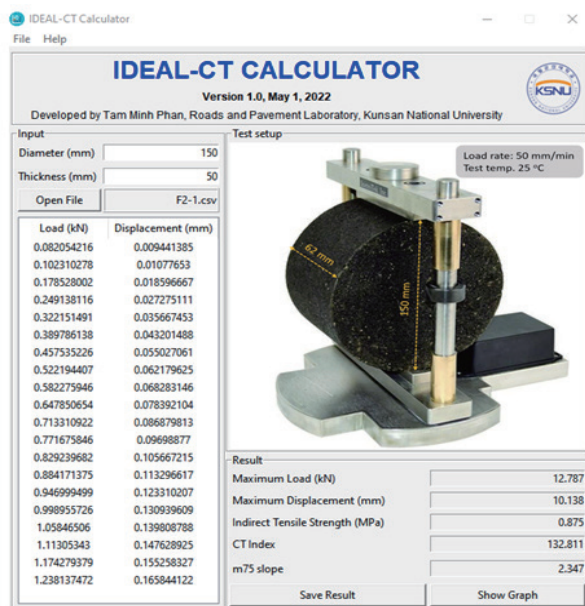 IDEAL-CT Calculator
File Help
IDEAL-CT CALCULATOR
Version 1.0, May 1, 2022
Developed by Tam Minh Phan, Roads and Pavement Laboratory, Kunsan National University
KSNU
Input
Diameter (mm) 150
Thickness (mm) 50
Open File F2-1.csv
Load (kN) Displacement (mm)
0.082054216 0.009441385
0.102310278 0.01077653
0.178528002 0.018596667
0.249138116 0.027275111
0.322151491 0.035667453
0.389786138 0.043201488
0.457535226 0.055027061
0.522194407 0.062179625
0.582275946 0.068283146
0.647850654 0.078392104
0.713310922 0.086879813
0.771675846 0.09698877
0.829239682 0.105667215
0.884171375 0.113296617
0.946999499 0.123310207
0.998955726 0.130939609
1.05846506 0.139808788
1.11305343 0.147628925
1.174279379 0.155258327
1.238137472 0.165844122
Test setup
Load rate: 50 mm/min
Test temp. 25 °C
62 mm
150 mm
Result
Maximum Load (kN) 12.787
Maximum Displacement (mm) 10.138
Indirect Tensile Strength (MPa) 0.875
CT Index 132.811
m75 slope 2.347
Save Result Show Graph